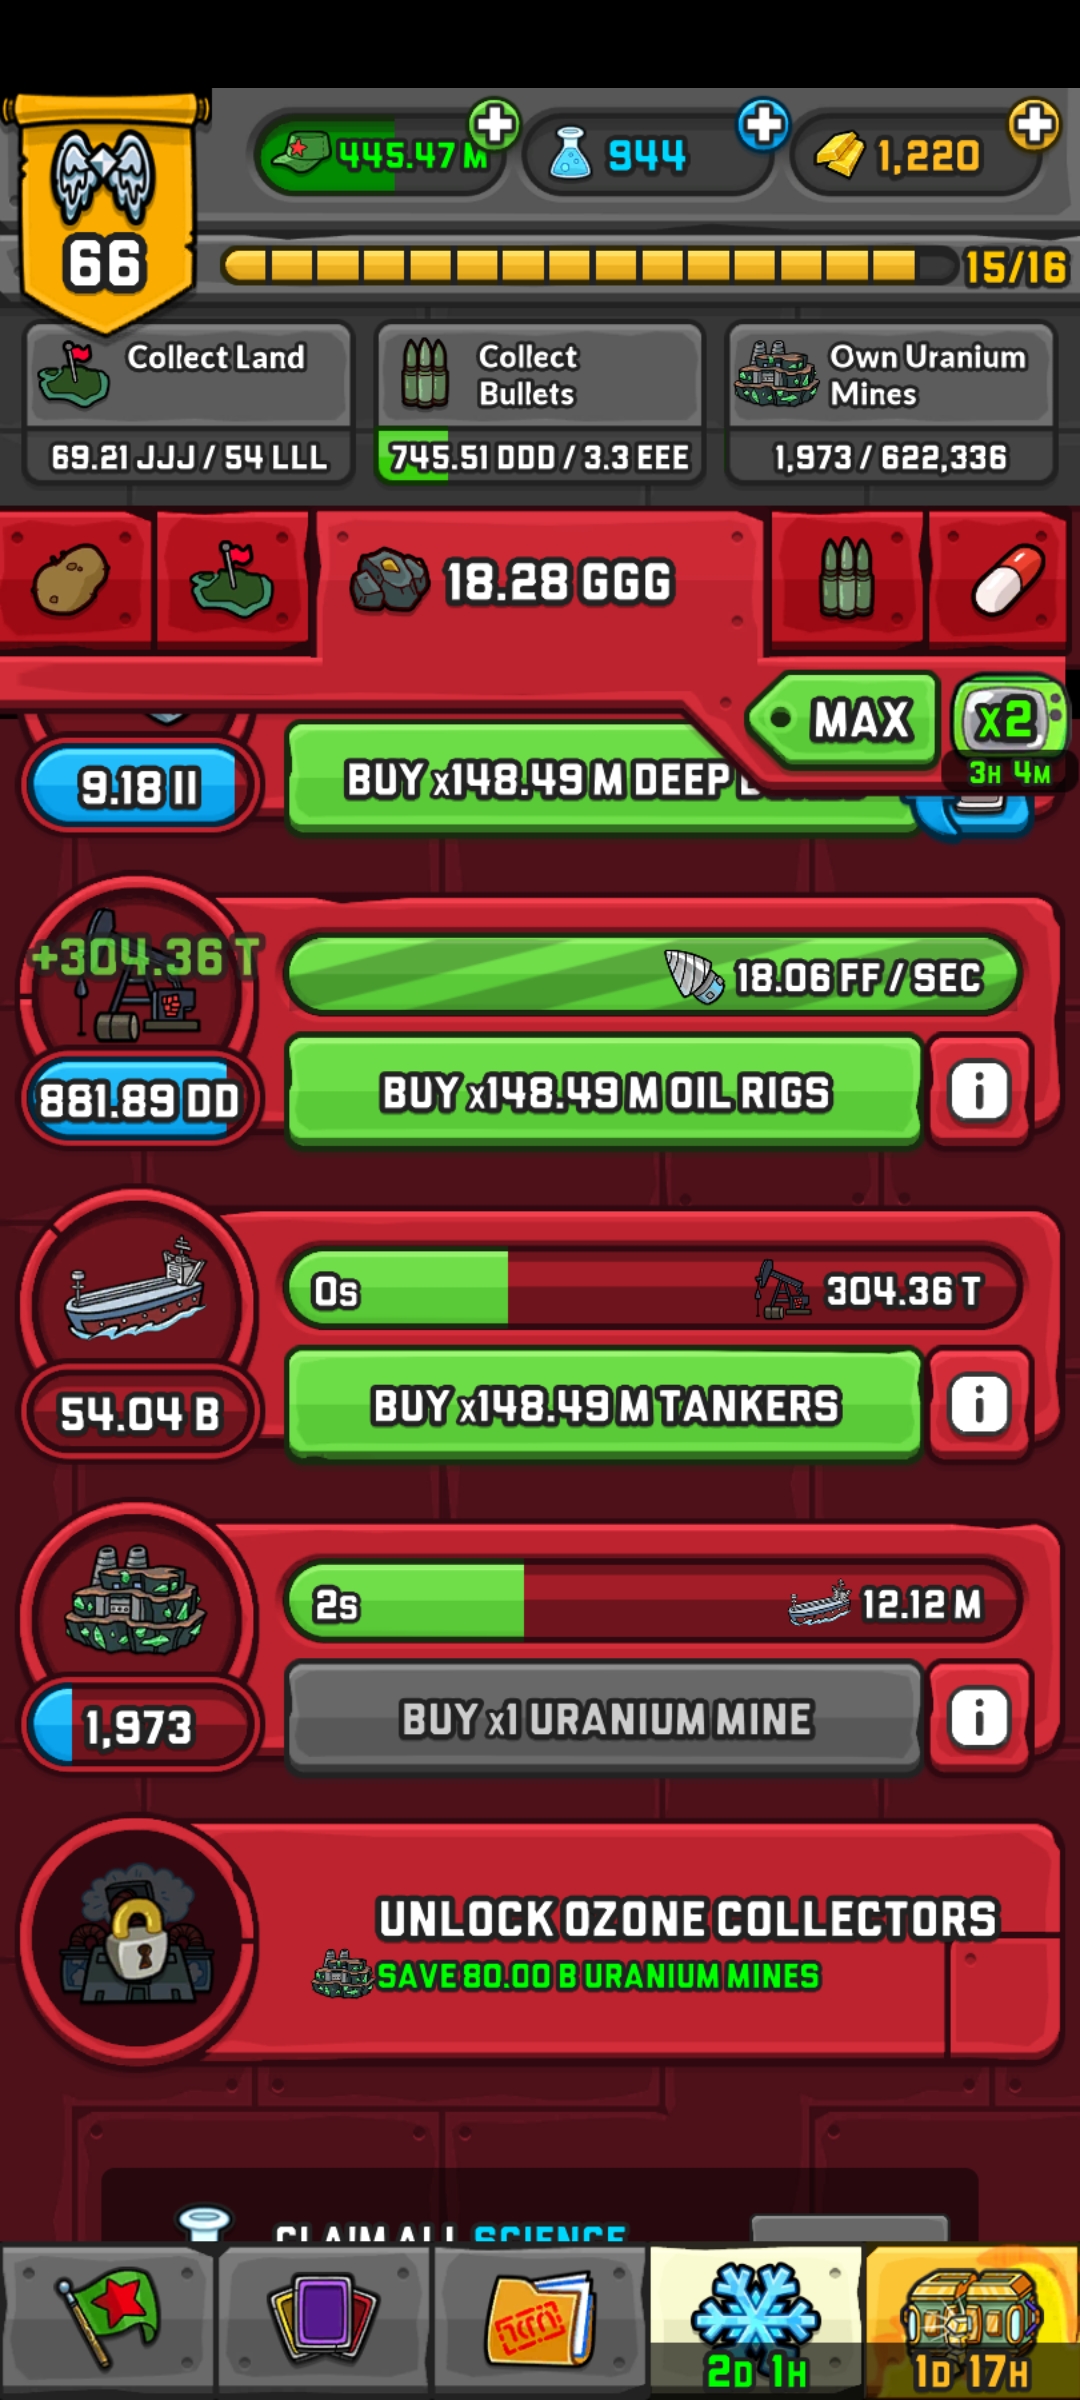 445.47 M
944
1,220
66
15/16
Collect Land
69.21 JJJ / 54 LLL
Collect
Bullets
745.51 DDD / 3.3 EEE
Own Uranium
Mines
1,973 / 622,336
18.28 GGG
MAX
x2
3H 4M
9.18 II
BUY x148.49 M DEEP
+304.36 T
18.06 FF / SEC
881.89 DD
BUY x148.49 M OIL RIGS
i
0s
304.36 T
54.04 B
BUY x148.49 M TANKERS
i
2s
12.12 M
1,973
BUY x1 URANIUM MINE
i
UNLOCK OZONE COLLECTORS
SAVE 80.00 B URANIUM MINES
CLAIM ALL SCIENCE
2D 1H
1D 17H